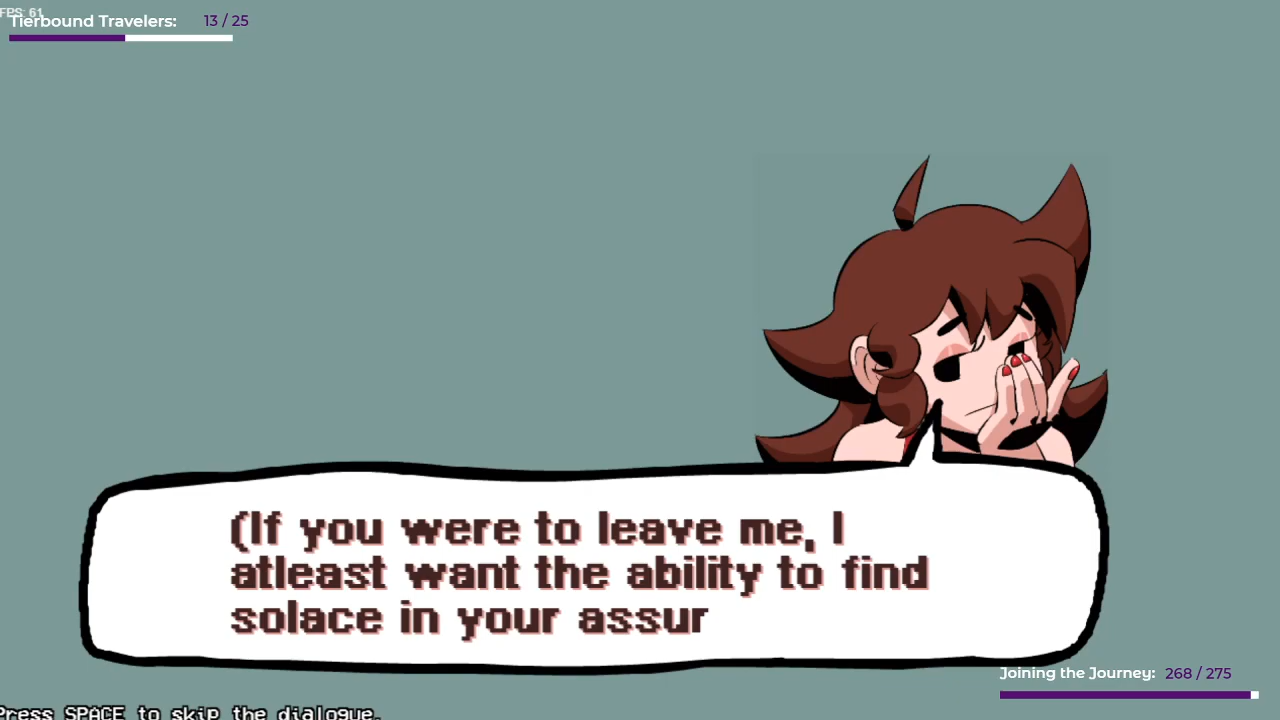 FPS: 61
Tierbound Travelers: 13 / 25
(If you were to leave me, I
atleast want the ability to find
solace in your assur
Joining the Journey: 268 / 275
Press SPACE to skip the dialogue.